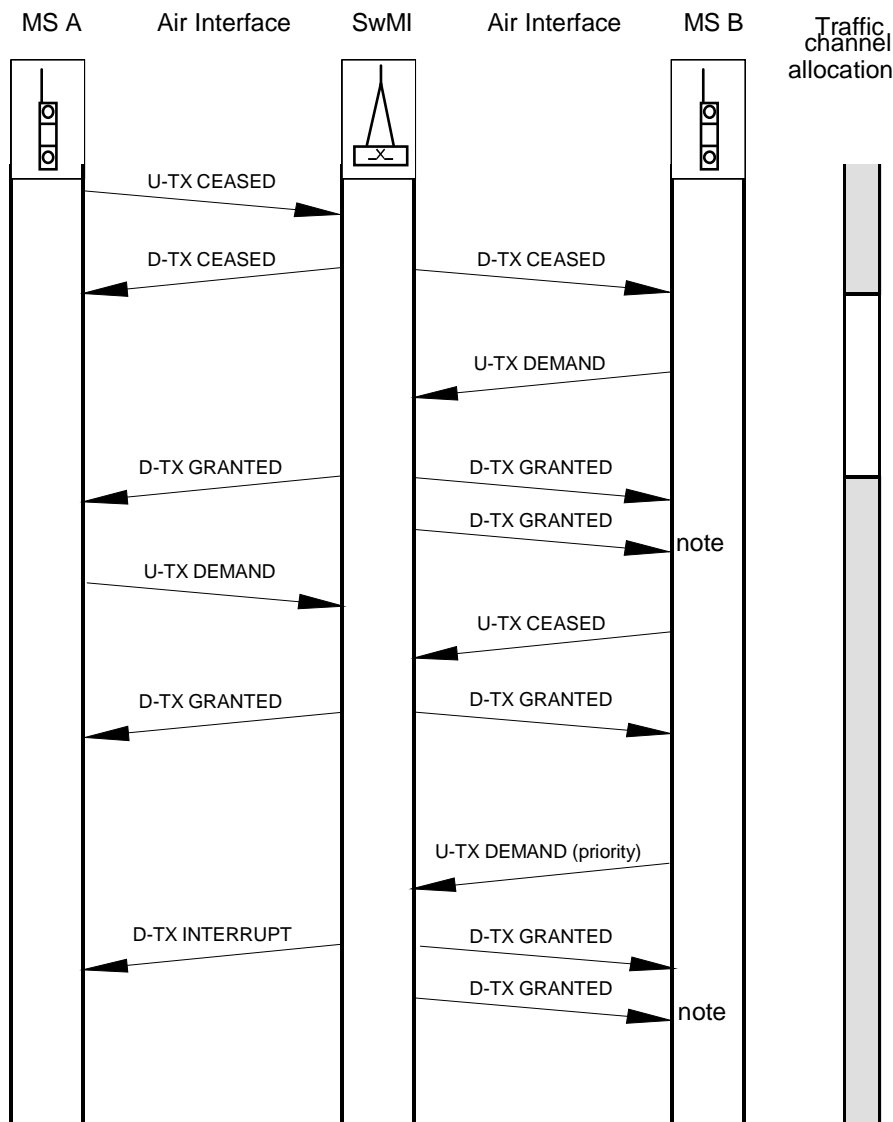 MS A Air Interface SwMI Air Interface MS B Traffic
channel
allocation
X
U-TX CEASED
D-TX CEASED D-TX CEASED
U-TX DEMAND
D-TX GRANTED D-TX GRANTED
D-TX GRANTED note
U-TX DEMAND
U-TX CEASED
D-TX GRANTED D-TX GRANTED
U-TX DEMAND (priority)
D-TX INTERRUPT D-TX GRANTED
D-TX GRANTED note